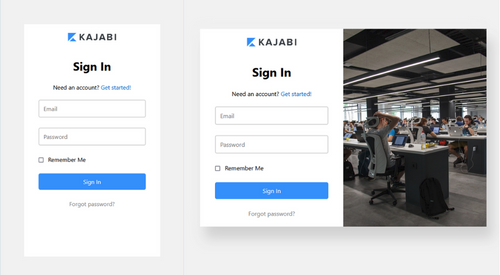 KAJABI
Sign In
Need an account? Get started!
Email
Password
Remember Me
Sign In
Forgot password?
KAJABI
Sign In
Need an account? Get started!
Email
Password
Remember Me
Sign In
Forgot password?